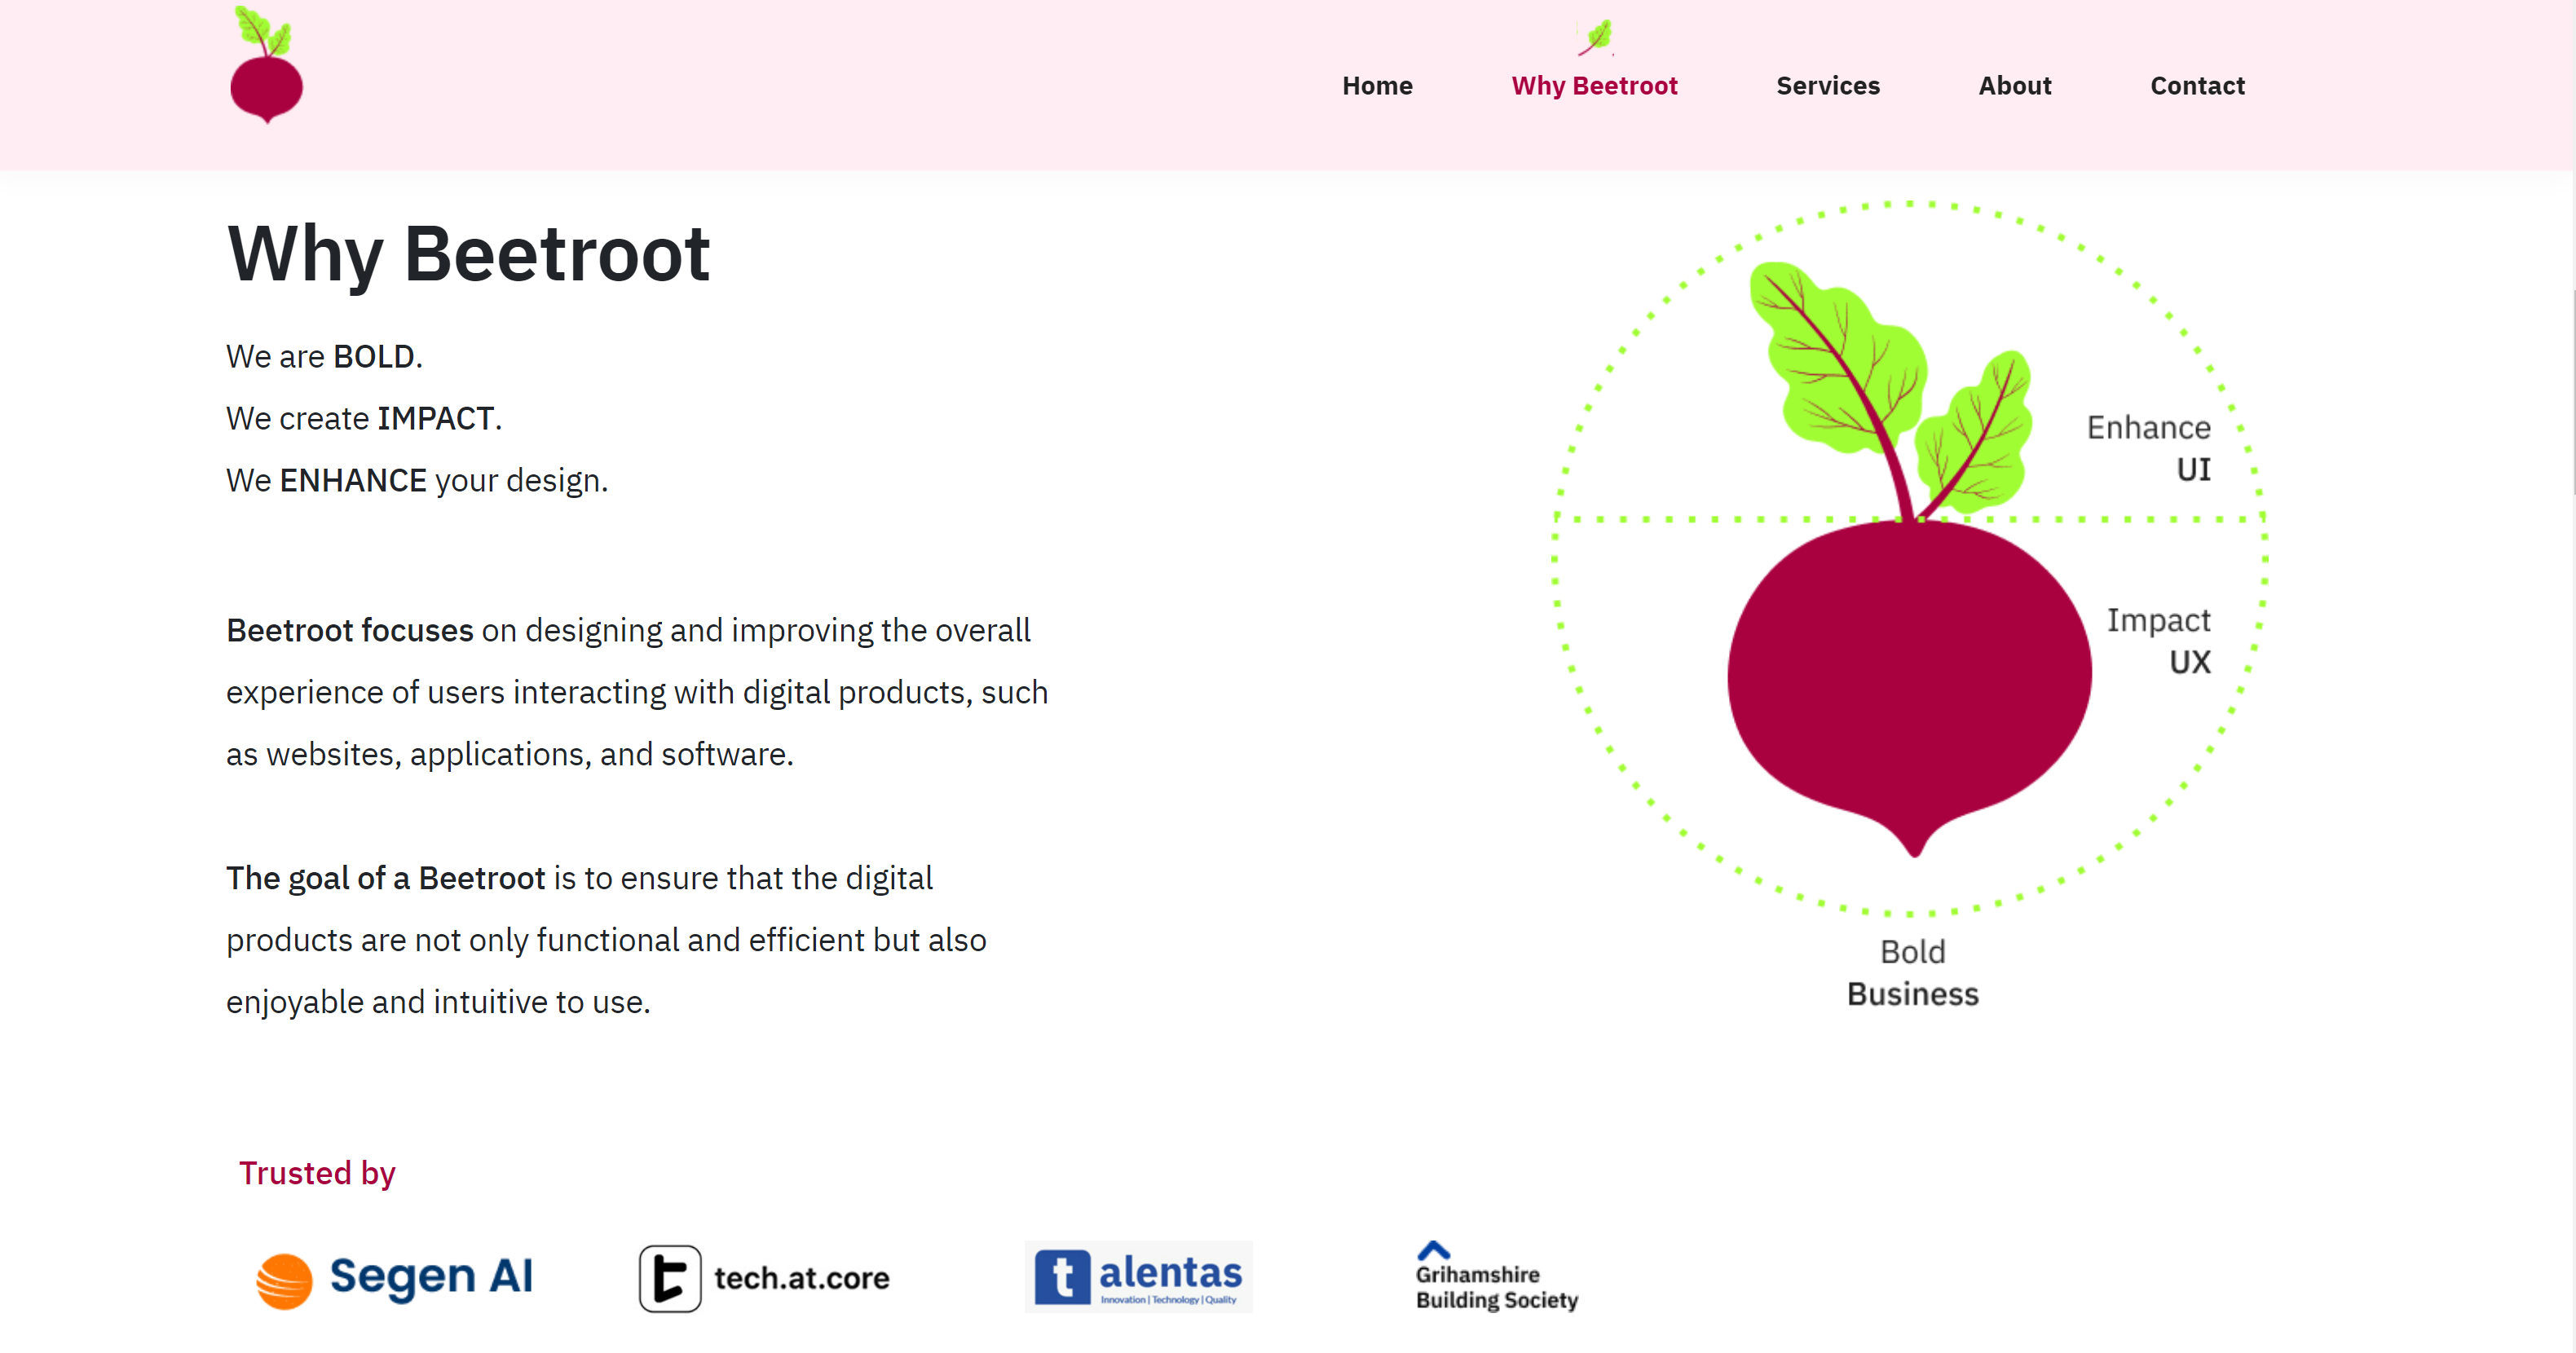 Home Why Beetroot Services About Contact
Why Beetroot
We are BOLD.
We create IMPACT.
We ENHANCE your design.
Beetroot focuses on designing and improving the overall
experience of users interacting with digital products, such
as websites, applications, and software.
The goal of a Beetroot is to ensure that the digital
products are not only functional and efficient but also
enjoyable and intuitive to use.
Enhance
UI
Impact
UX
Bold
Business
Trusted by
Segen AI
tech.at.core
talentas
Innovation | Technology | Quality
Grihamshire
Building Society